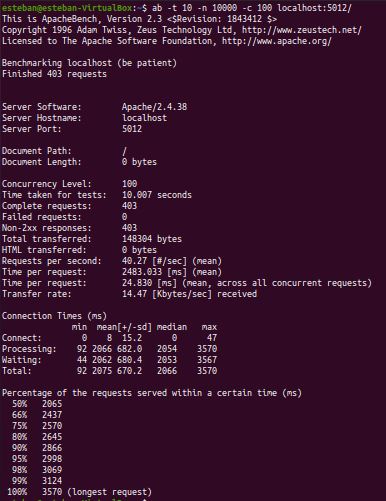 esteban@esteban-VirtualBox:~$ ab -t 10 -n 10000 -c 100 localhost:5012/
This is ApacheBench, Version 2.3 <$Revision: 1843412 $>
Copyright 1996 Adam Twiss, Zeus Technology Ltd, http://www.zeustech.net/
Licensed to The Apache Software Foundation, http://www.apache.org/

Benchmarking localhost (be patient)
Finished 403 requests

Server Software:        Apache/2.4.38
Server Hostname:        localhost
Server Port:            5012

Document Path:          /
Document Length:        0 bytes

Concurrency Level:      100
Time taken for tests:   10.007 seconds
Complete requests:      403
Failed requests:        0
Non-2xx responses:      403
Total transferred:      148304 bytes
HTML transferred:       0 bytes
Requests per second:    40.27 [#/sec] (mean)
Time per request:       2483.033 [ms] (mean)
Time per request:       24.830 [ms] (mean, across all concurrent requests)
Transfer rate:          14.47 [Kbytes/sec] received

Connection Times (ms)
              min  mean[+/-sd] median   max
Connect:        0    8  15.2      0      47
Processing:    92 2066 682.0   2054    3570
Waiting:       44 2062 680.4   2053    3567
Total:         92 2075 670.2   2066    3570

Percentage of the requests served within a certain time (ms)
  50%   2065
  66%   2437
  75%   2570
  80%   2645
  90%   2866
  95%   2998
  98%   3069
  99%   3124
 100%   3570 (longest request)